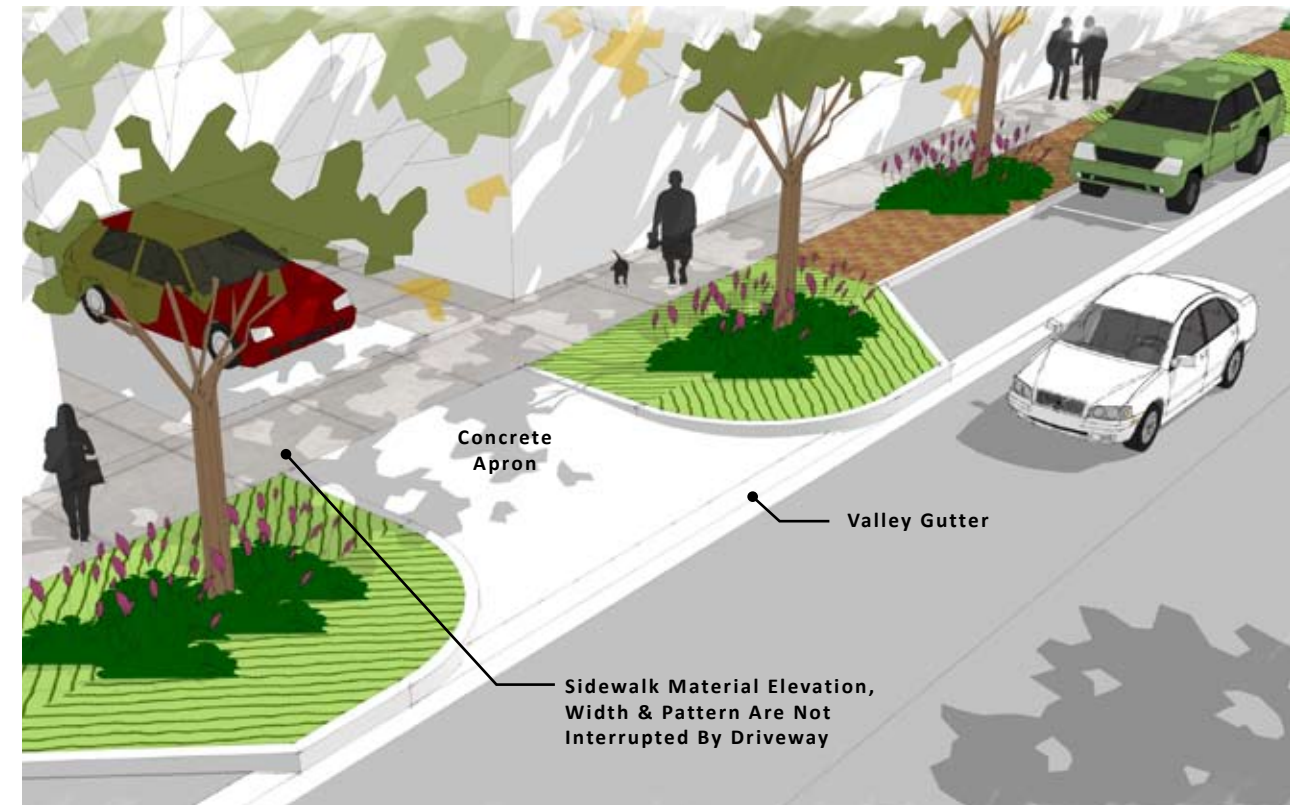 Concrete
Apron
Valley Gutter
Sidewalk Material Elevation,
Width & Pattern Are Not
Interrupted By Driveway